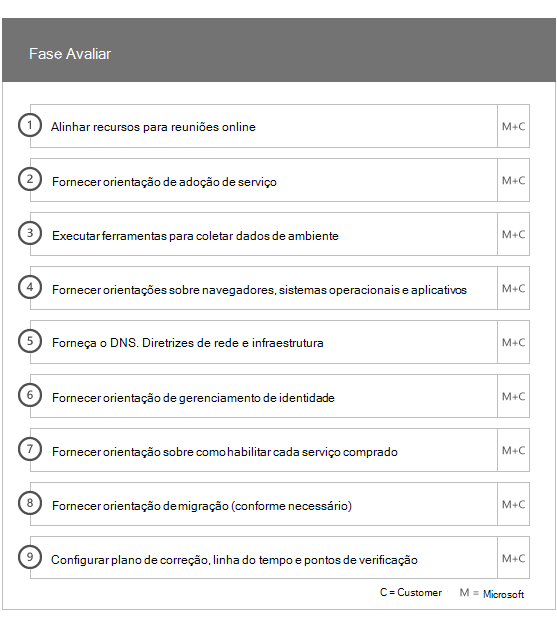 Fase Avaliar
1 Alinhar recursos para reuniões online M+C
2 Fornecer orientação de adoção de serviço M+C
3 Executar ferramentas para coletar dados de ambiente M+C
4 Fornecer orientações sobre navegadores, sistemas operacionais e aplicativos M+C
5 Forneça o DNS. Diretrizes de rede e infraestrutura M+C
6 Fornecer orientação de gerenciamento de identidade M+C
7 Fornecer orientação sobre como habilitar cada serviço comprado M+C
8 Fornecer orientação de migração (conforme necessário) M+C
9 Configurar plano de correção, linha do tempo e pontos de verificação M+C
C = Customer M = Microsoft